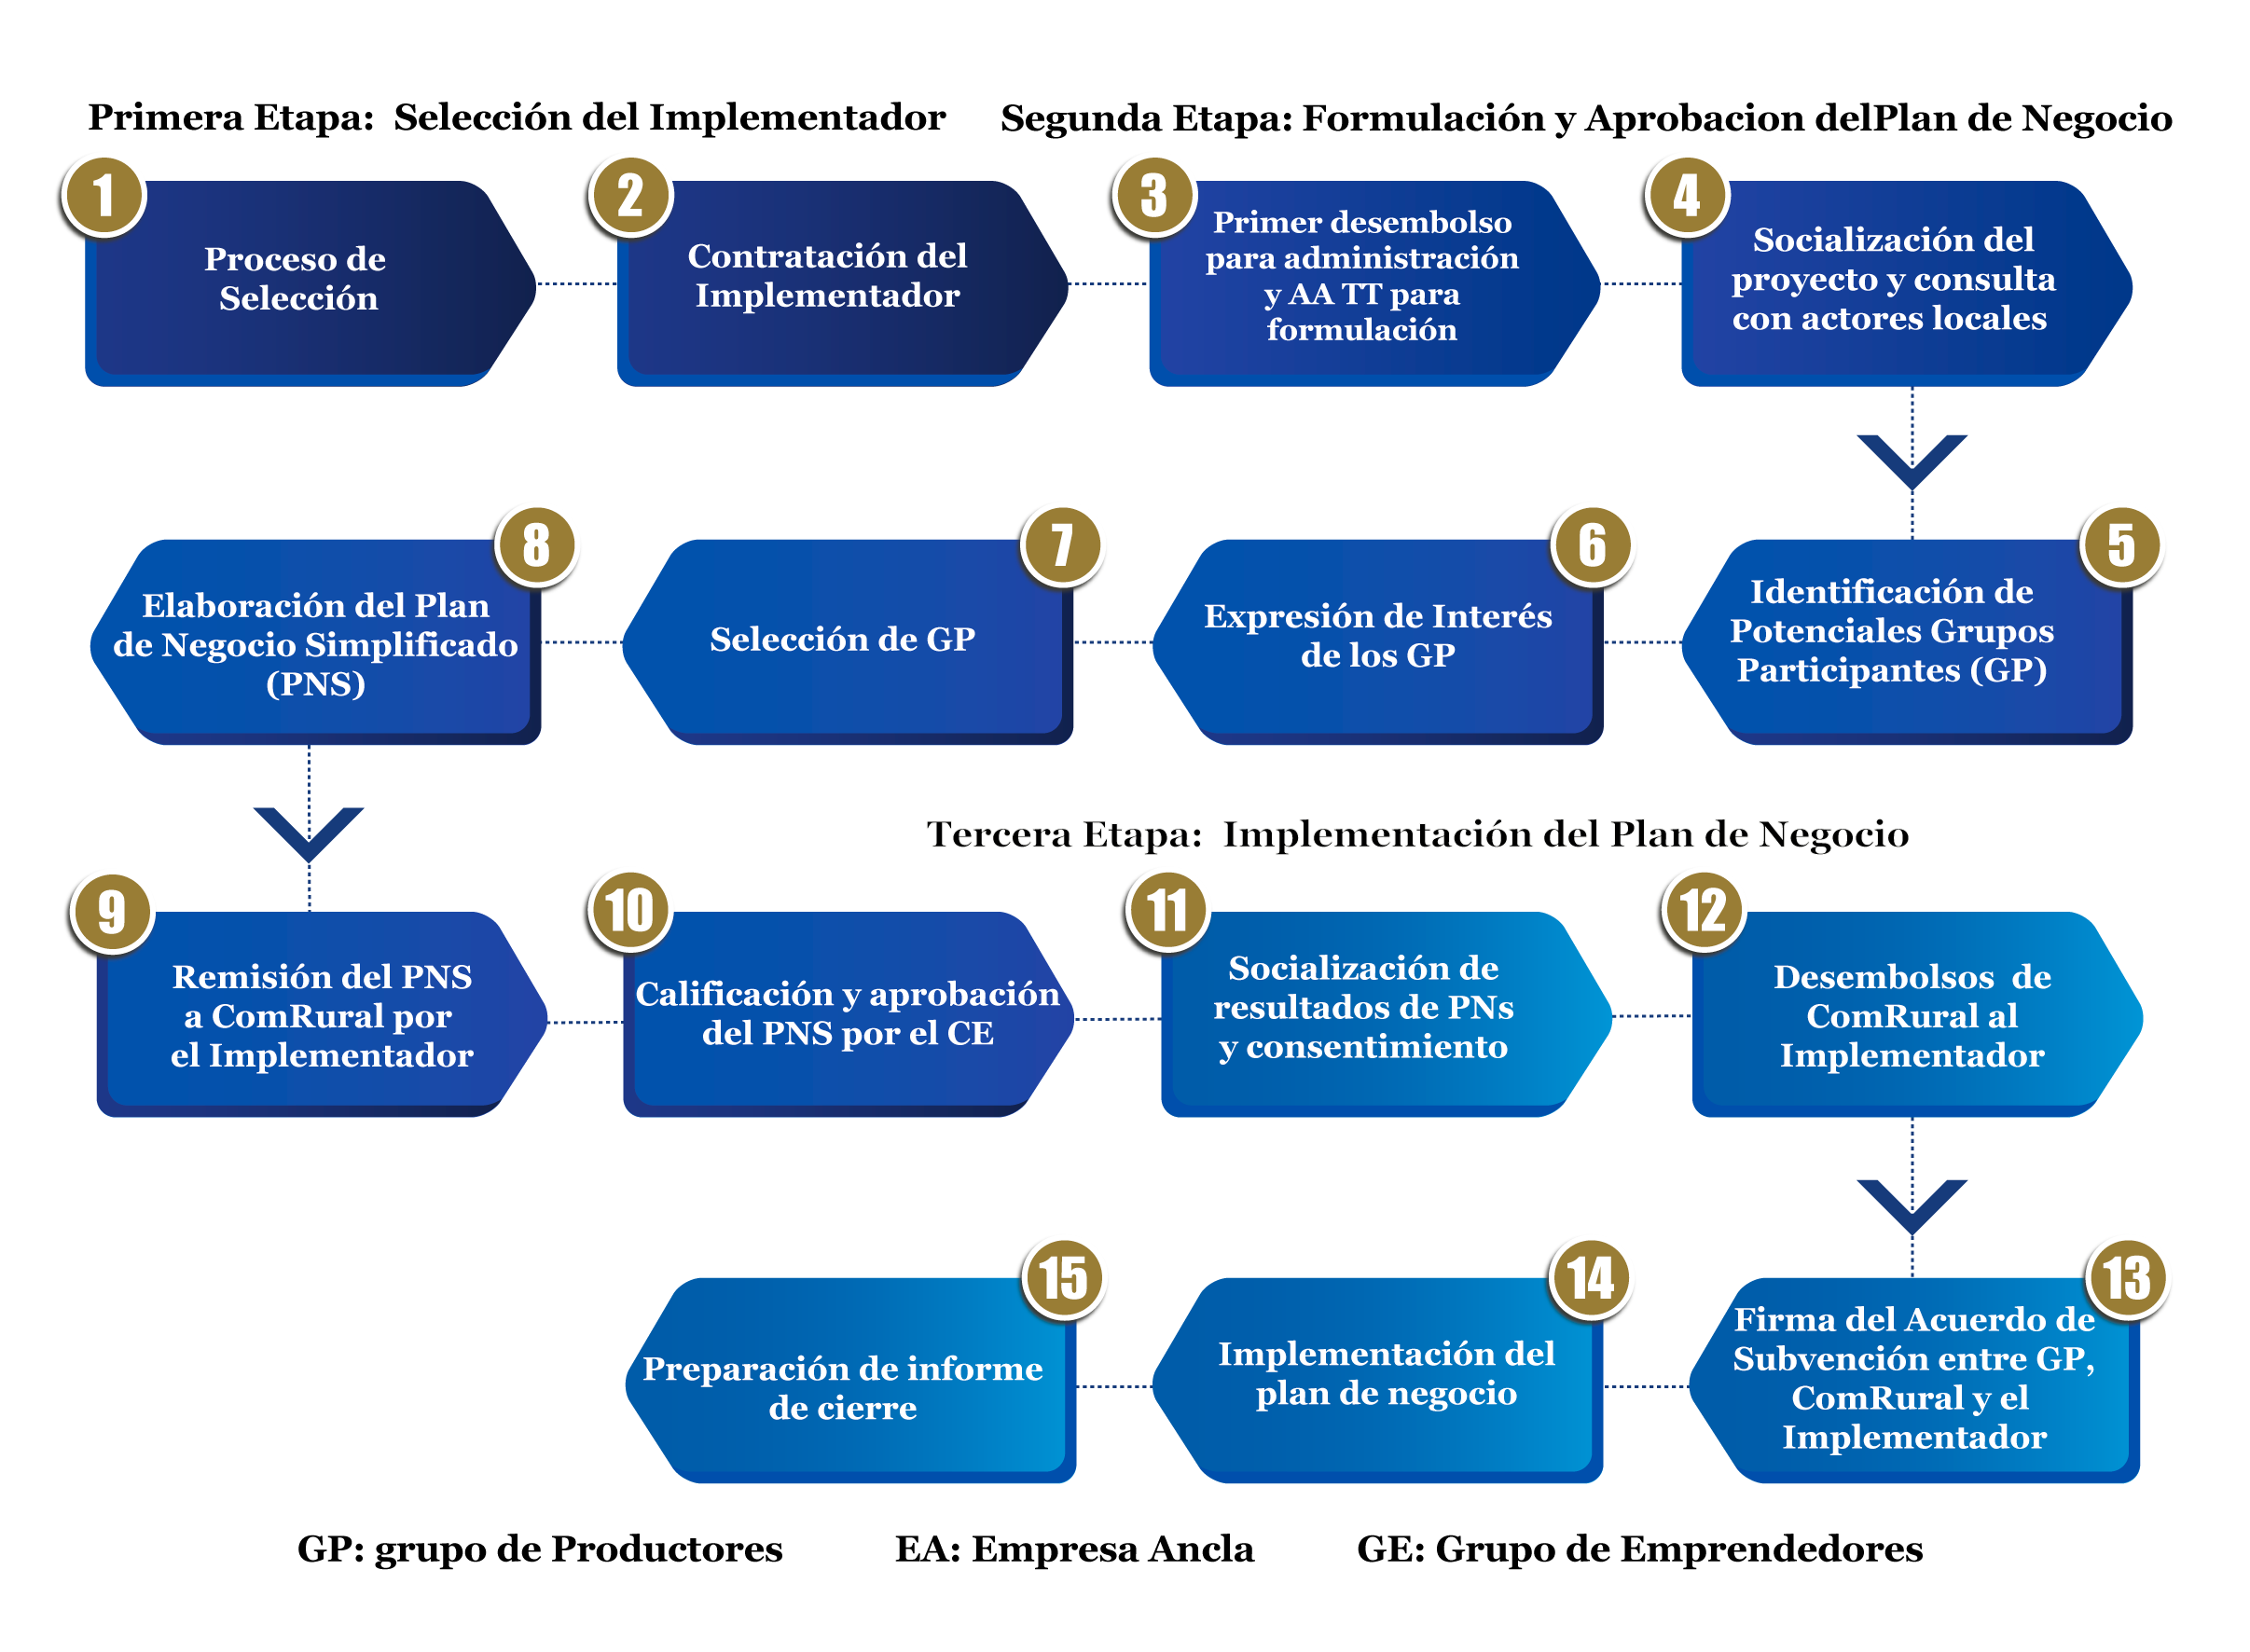 Primera Etapa: Selección del Implementador
Segunda Etapa: Formulación y Aprobacion delPlan de Negocio
1
Proceso de
Selección
2
Contratación del
Implementador
3
Primer desembolso
para administración
y AA TT para
formulación
4
Socialización del
proyecto y consulta
con actores locales
5
Identificación de
Potenciales Grupos
Participantes (GP)
6
Expresión de Interés
de los GP
7
Selección de GP
8
Elaboración del Plan
de Negocio Simplificado
(PNS)
Tercera Etapa: Implementación del Plan de Negocio
9
Remisión del PNS
a ComRural por
el Implementador
10
Calificación y aprobación
del PNS por el CE
11
Socialización de
resultados de PNs
y consentimiento
12
Desembolsos de
ComRural al
Implementador
13
Firma del Acuerdo de
Subvención entre GP,
ComRural y el
Implementador
14
Implementación del
plan de negocio
15
Preparación de informe
de cierre
GP: grupo de Productores
EA: Empresa Ancla
GE: Grupo de Emprendedores